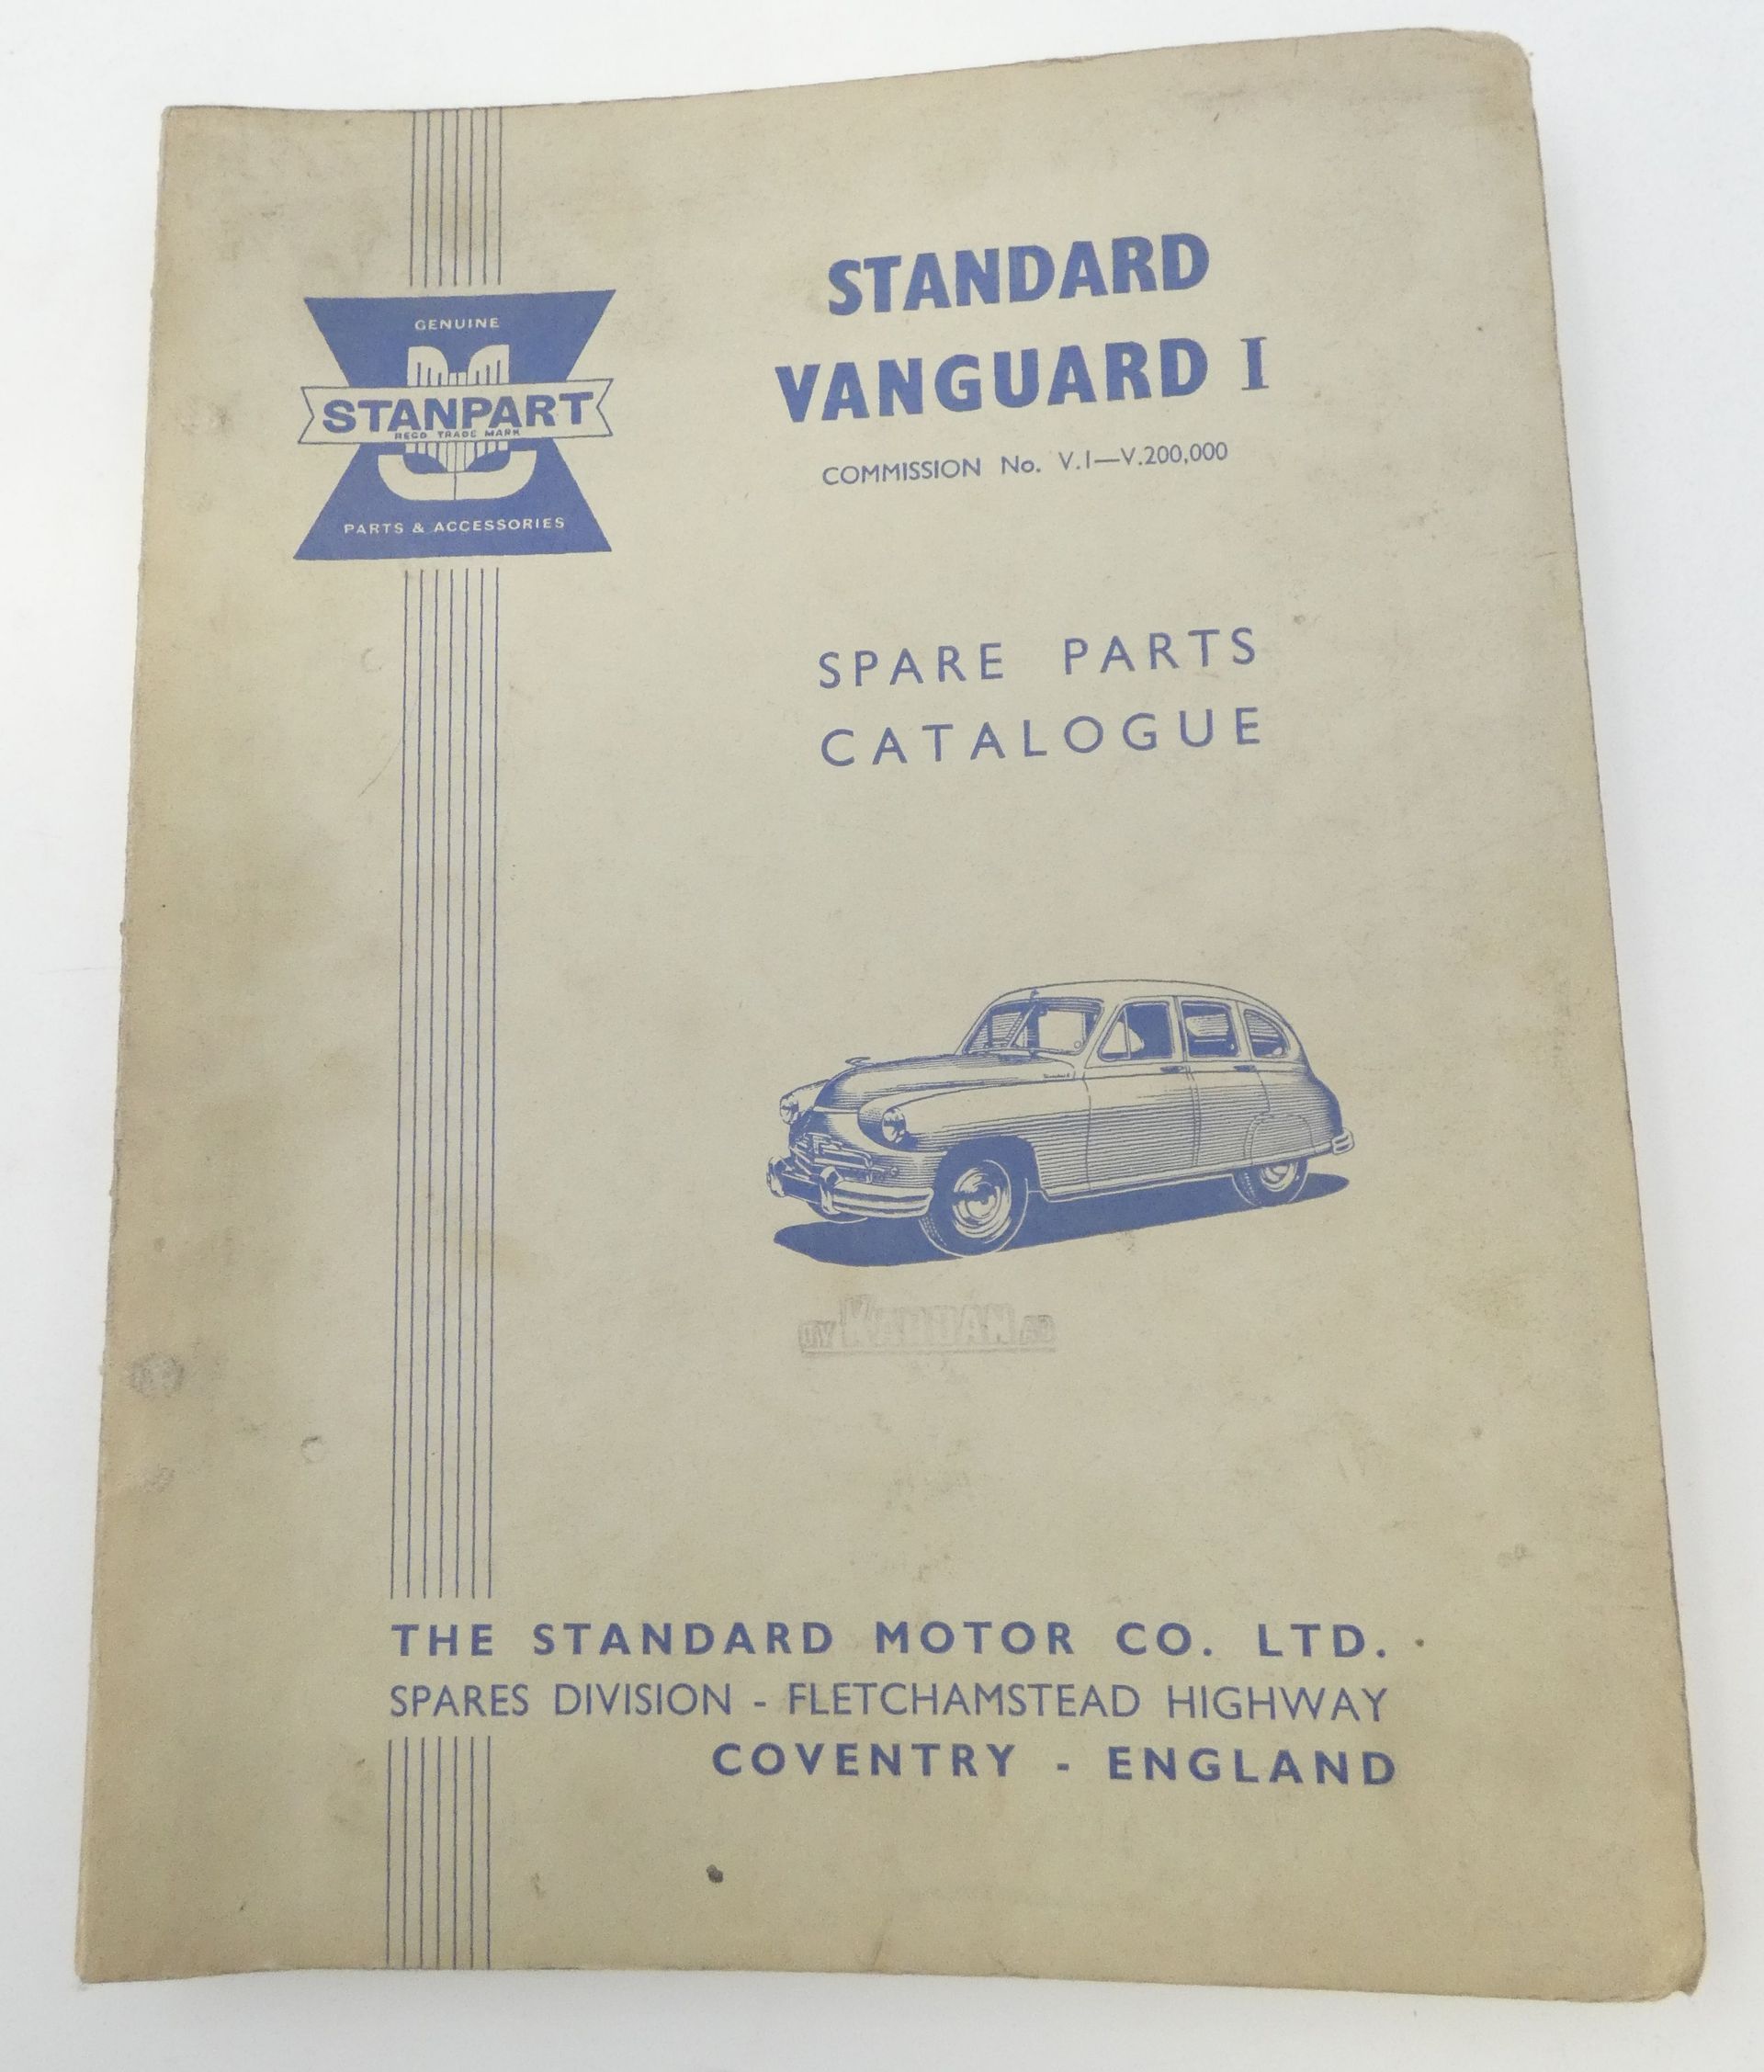 GENUINE
STANPART
REGD TRADE MARK
PARTS & ACCESSORIES
STANDARD
VANGUARD I
COMMISSION No. V.1—V.200,000
SPARE PARTS
CATALOGUE
THE STANDARD MOTOR CO. LTD.
SPARES DIVISION - FLETCHAMSTEAD HIGHWAY
COVENTRY - ENGLAND